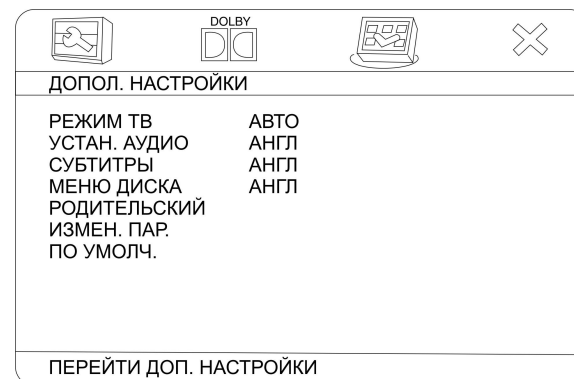 DOLBY
ДОПОЛ. НАСТРОЙКИ
РЕЖИМ ТВ АВТО
УСТАН. АУДИО АНГЛ
СУБТИТРЫ АНГЛ
МЕНЮ ДИСКА АНГЛ
РОДИТЕЛЬСКИЙ
ИЗМЕН. ПАР.
ПО УМОЛЧ.
ПЕРЕЙТИ ДОП. НАСТРОЙКИ